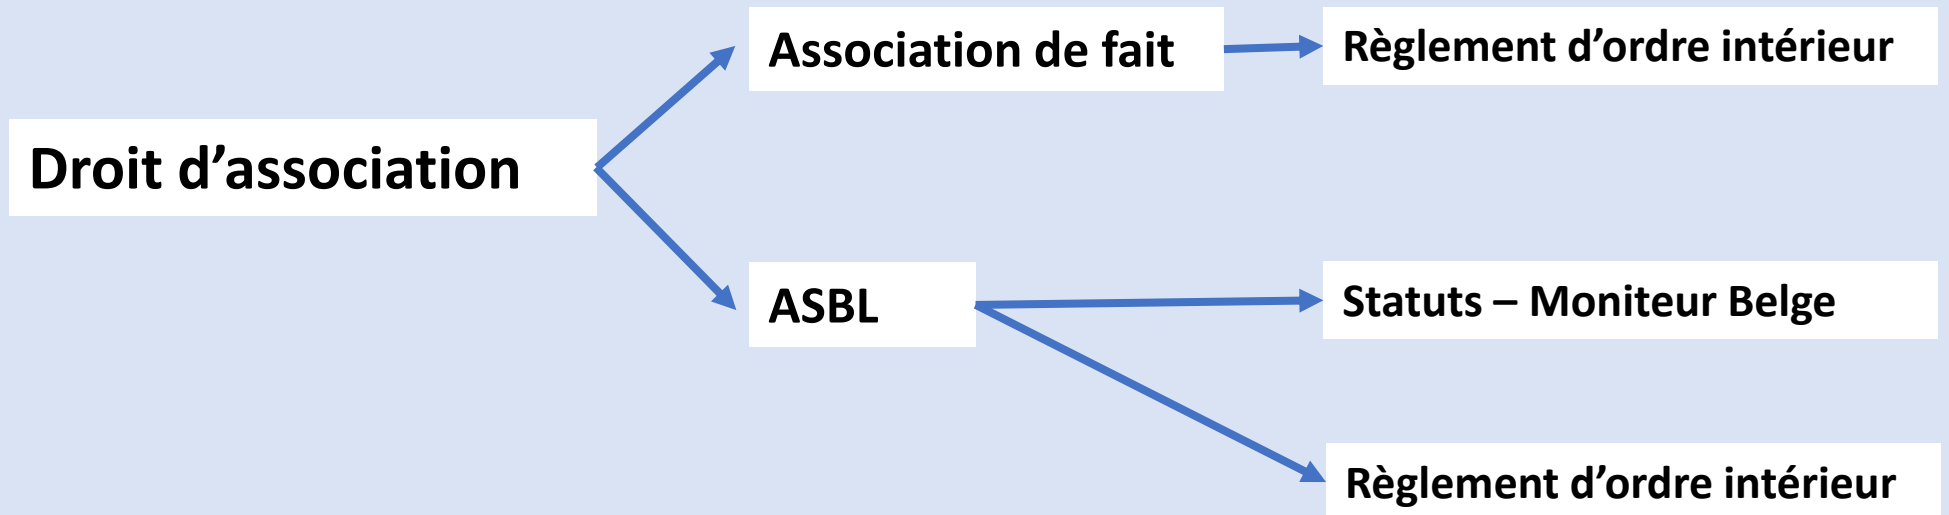 Association de fait
Règlement d’ordre intérieur
Droit d’association
ASBL
Statuts – Moniteur Belge
Règlement d’ordre intérieur